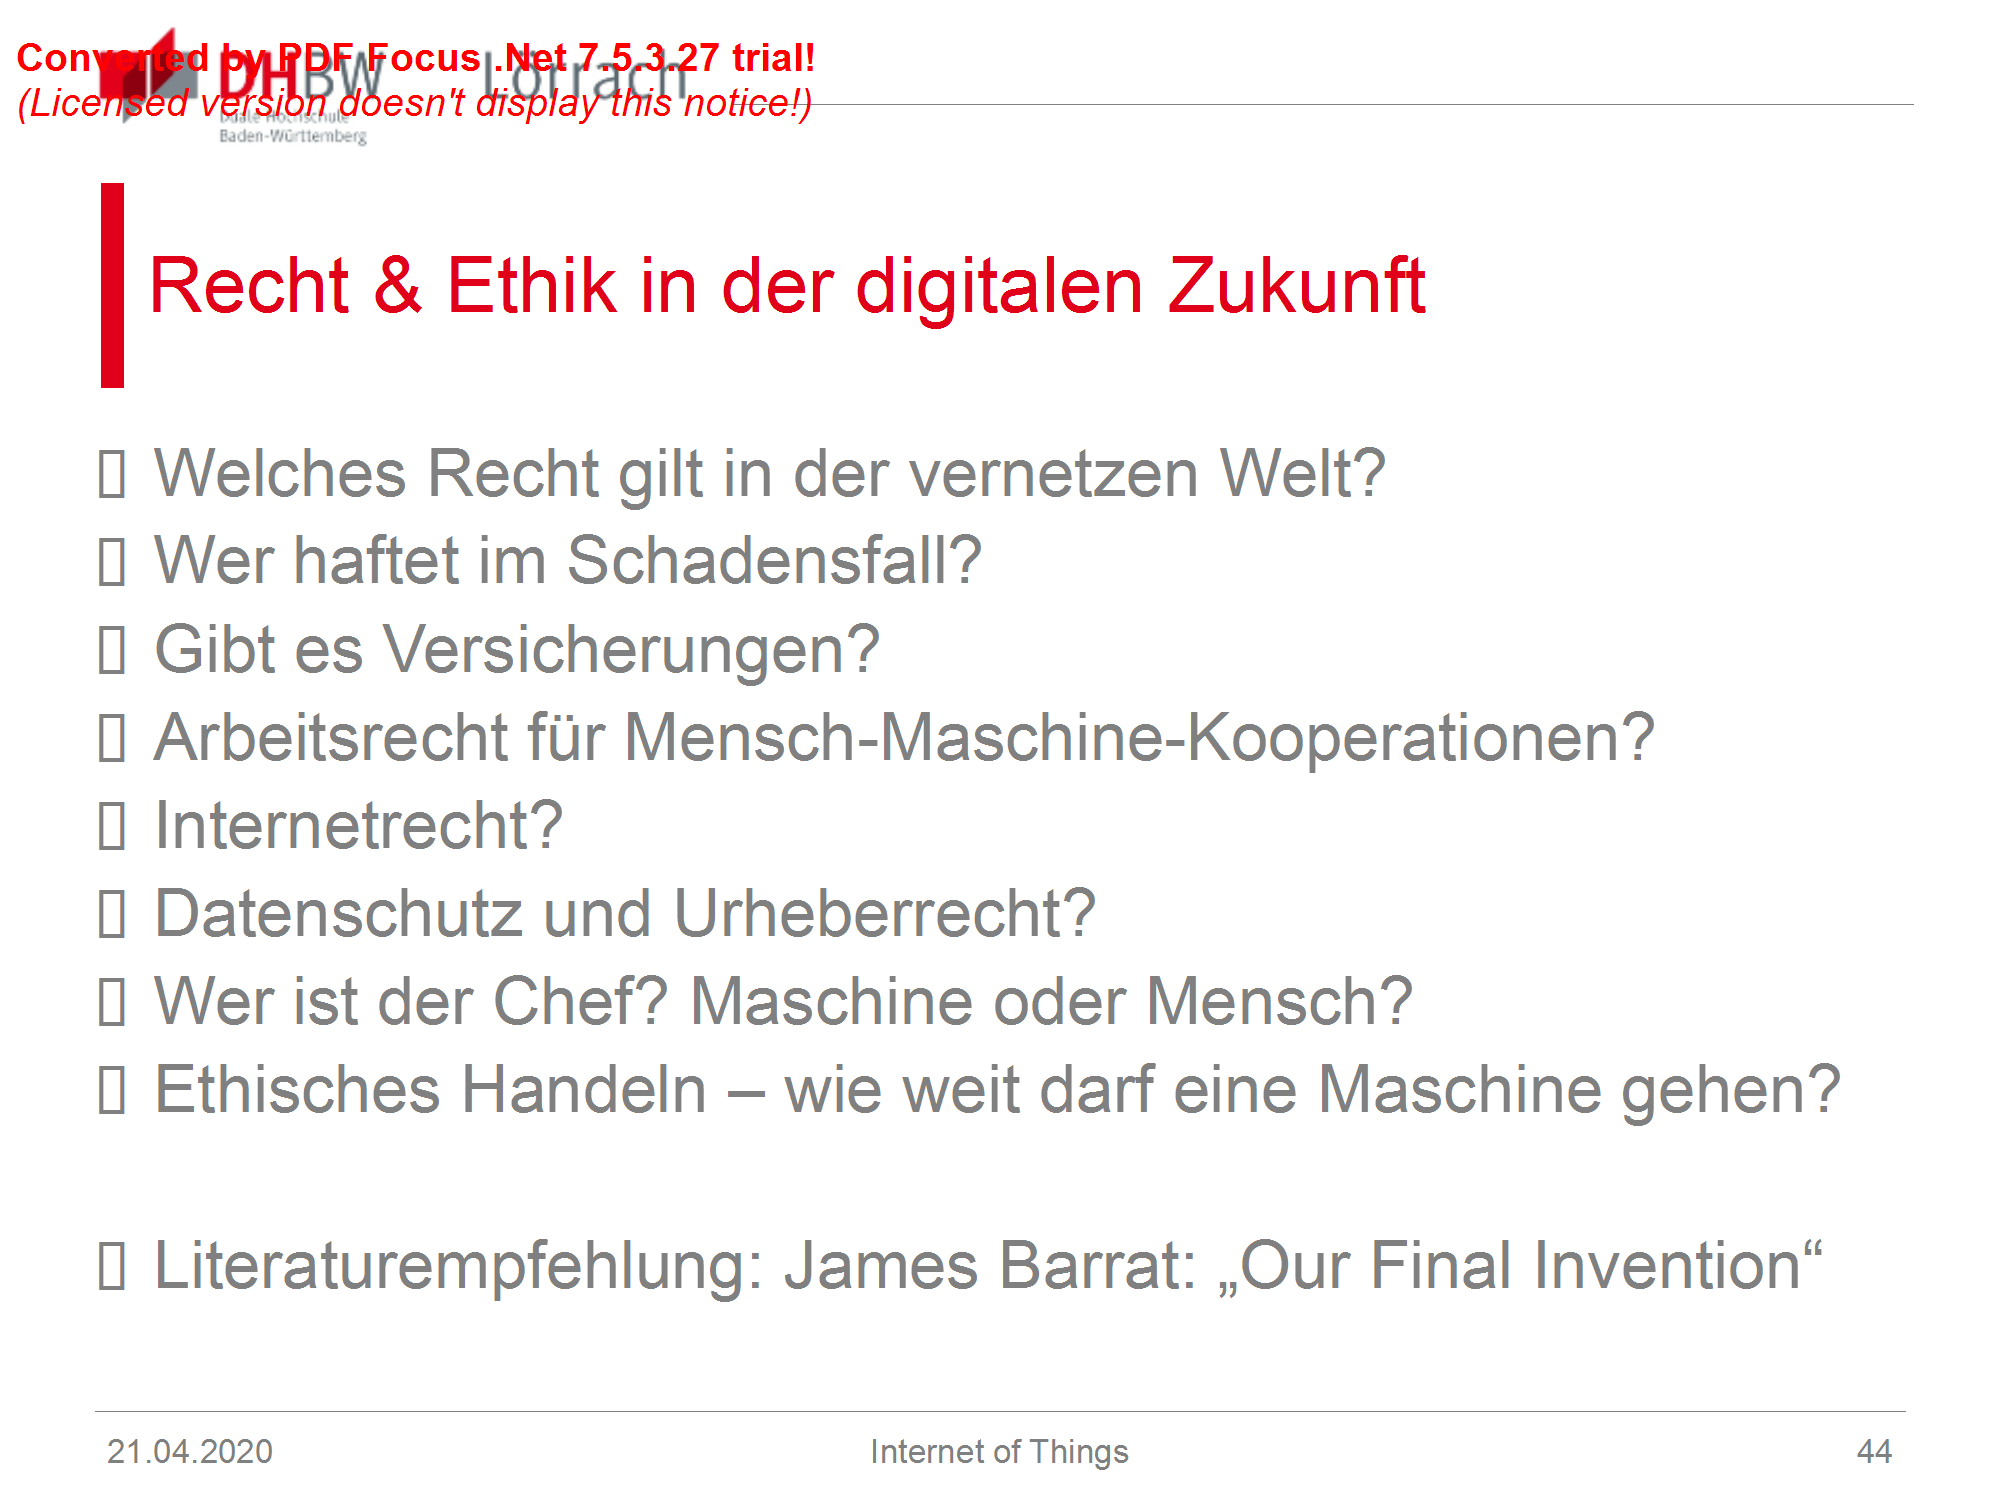 Converted by PDF Focus .Net 7.5.3.27 trial!
(Licensed version doesn't display this notice!)
DHBW Lörrach
Duale Hochschule
Baden-Württemberg
Recht & Ethik in der digitalen Zukunft
Welches Recht gilt in der vernetzen Welt?
Wer haftet im Schadensfall?
Gibt es Versicherungen?
Arbeitsrecht für Mensch-Maschine-Kooperationen?
Internetrecht?
Datenschutz und Urheberrecht?
Wer ist der Chef? Maschine oder Mensch?
Ethisches Handeln – wie weit darf eine Maschine gehen?
Literaturempfehlung: James Barrat: „Our Final Invention“
21.04.2020
Internet of Things
44